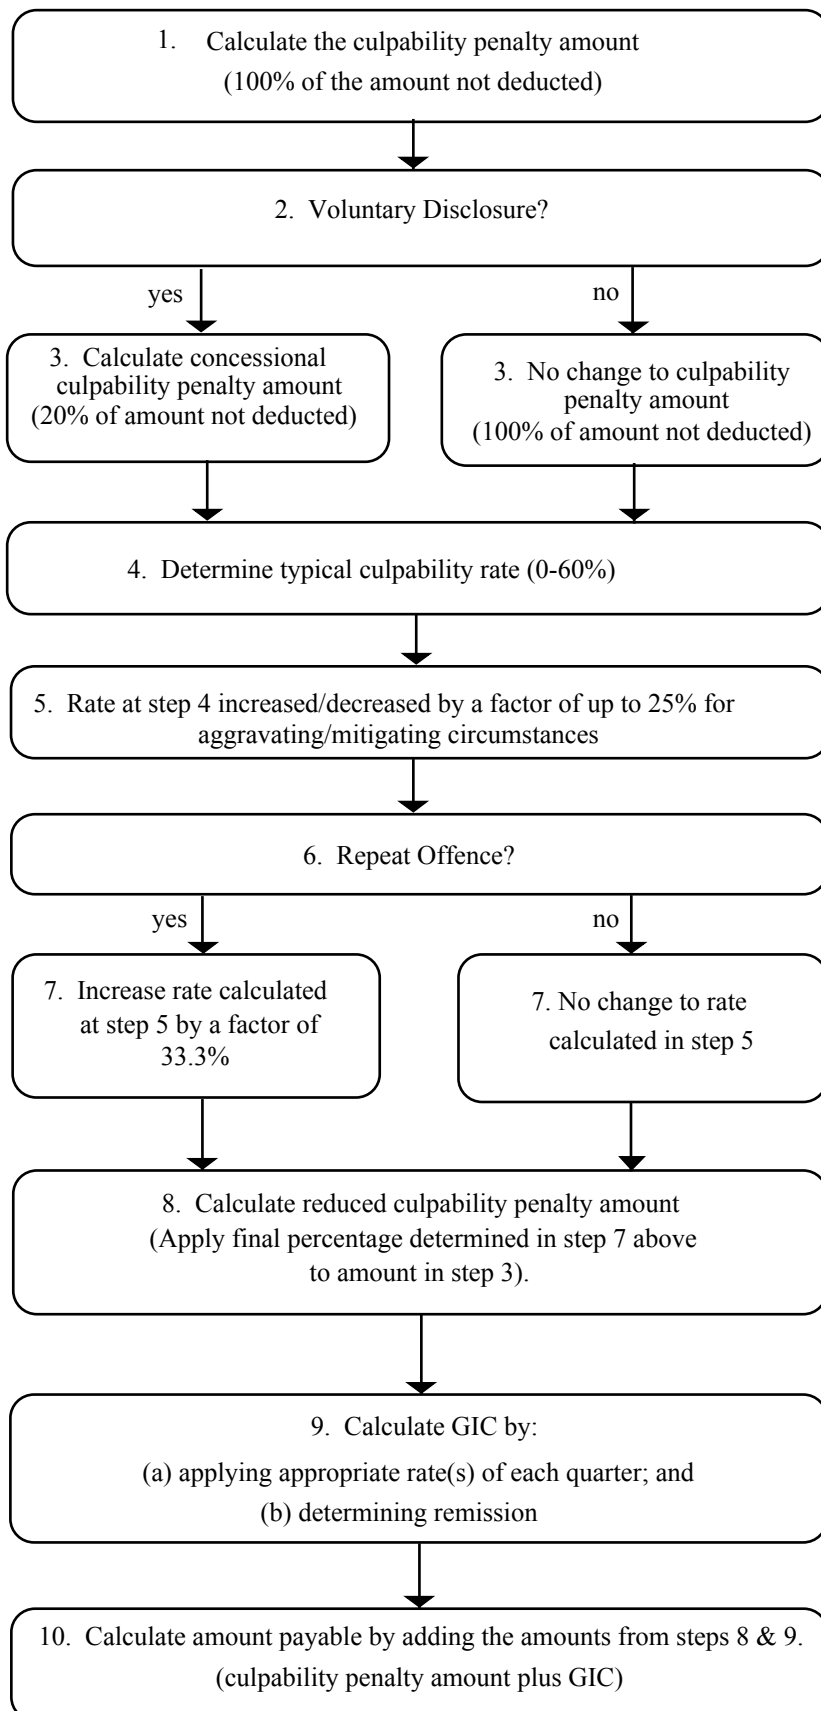 1. Calculate the culpability penalty amount
(100% of the amount not deducted)
2. Voluntary Disclosure?
yes
no
3. Calculate concessional
culpability penalty amount
(20% of amount not deducted)
3. No change to culpability
penalty amount
(100% of amount not deducted)
4. Determine typical culpability rate (0-60%)
5. Rate at step 4 increased/decreased by a factor of up to 25% for
aggravating/mitigating circumstances
6. Repeat Offence?
yes
no
7. Increase rate calculated
at step 5 by a factor of
33.3%
7. No change to rate
calculated in step 5
8. Calculate reduced culpability penalty amount
(Apply final percentage determined in step 7 above
to amount in step 3).
9. Calculate GIC by:
(a) applying appropriate rate(s) of each quarter; and
(b) determining remission
10. Calculate amount payable by adding the amounts from steps 8 & 9.
(culpability penalty amount plus GIC)